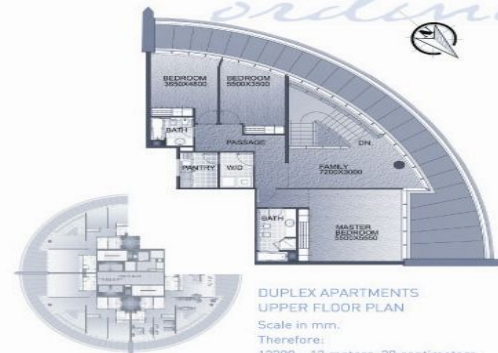 ordin
BEDROOM
3650X4800
BEDROOM
5500X3500
BATH
PASSAGE
DN.
PANTRY
W/D
FAMILY
7200X3000
BATH
MASTER
BEDROOM
DUPLEX APARTMENTS
UPPER FLOOR PLAN
Scale in mm.
Therefore: